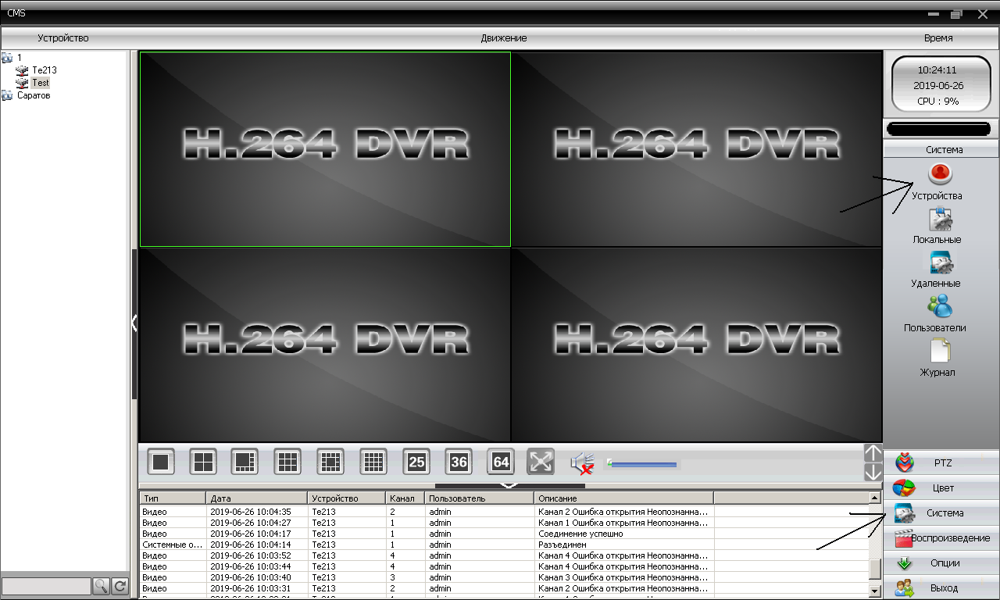 CMS
Устройство Движение Время
1
Te213
Test
Саратов
H.264 DVR H.264 DVR
H.264 DVR H.264 DVR
10:24:11
2019-06-26
CPU : 9%
Система
Устройства
Локальные
Удаленные
Пользователи
Журнал
25 36 64
PTZ
Цвет
Система
Воспроизведение
Опции
Выход
Тип Дата Устройство Канал Пользователь Описание
Видео 2019-06-26 10:04:35 Te213 2 admin Канал 2 Ошибка открытия Неопознанна...
Видео 2019-06-26 10:04:27 Te213 1 admin Канал 1 Ошибка открытия Неопознанна...
Видео 2019-06-26 10:04:17 Te213 1 admin Соединение успешно
Системные о... 2019-06-26 10:04:14 Te213 1 admin Разъединен
Видео 2019-06-26 10:03:52 Te213 4 admin Канал 4 Ошибка открытия Неопознанна...
Видео 2019-06-26 10:03:44 Te213 4 admin Канал 4 Ошибка открытия Неопознанна...
Видео 2019-06-26 10:03:40 Te213 3 admin Канал 3 Ошибка открытия Неопознанна...
Видео 2019-06-26 10:03:31 Te213 2 admin Канал 2 Ошибка открытия Неопознанна...